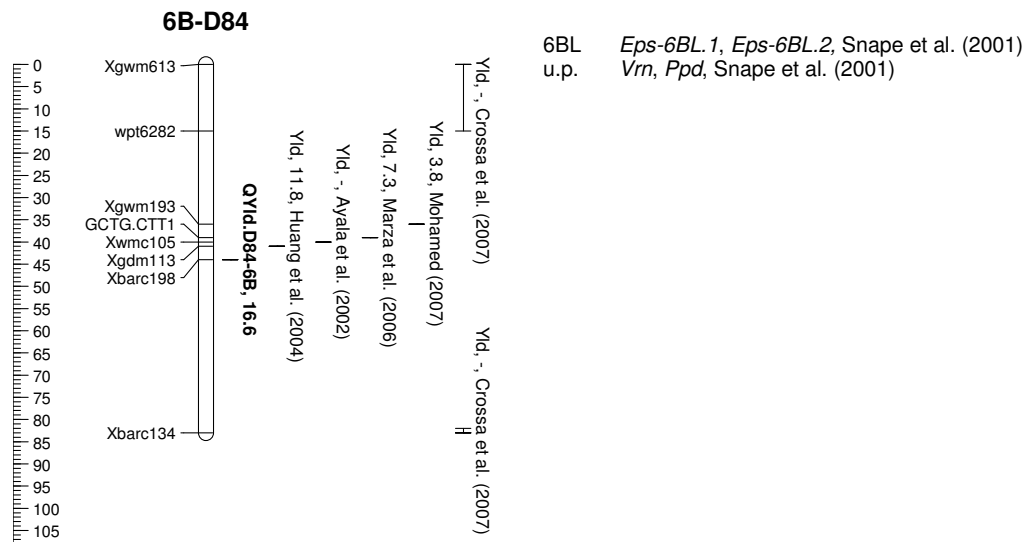 6B-D84
6BL Eps-6BL.1, Eps-6BL.2, Snape et al. (2001)
u.p. Vrn, Ppd, Snape et al. (2001)
0
5
10
15
20
25
30
35
40
45
50
55
60
65
70
75
80
85
90
95
100
105
Xgwm613
wpt6282
Xgwm193
GCTG.CTT1
Xwmc105
Xgdm113
Xbarc198
Xbarc134
QYld.D84-6B, 16.6
Yld, 11.8, Huang et al. (2004)
Yld, -, Ayala et al. (2002)
Yld, 7.3, Marza et al. (2006)
Yld, 3.8, Mohamed (2007)
Yld, -, Crossa et al. (2007)
Yld, -, Crossa et al. (2007)